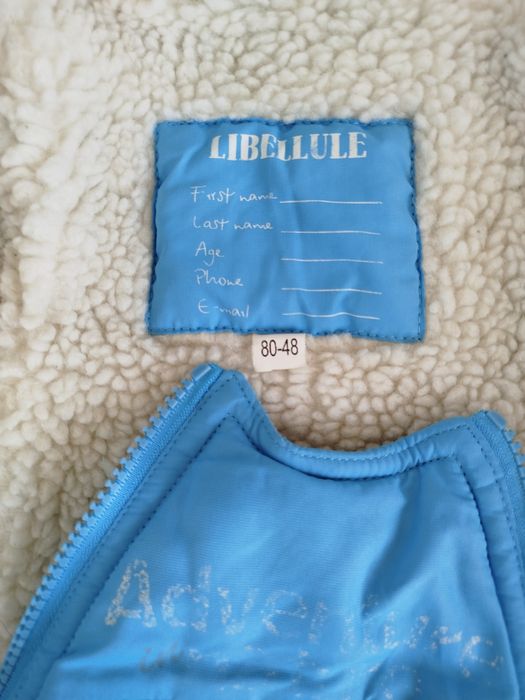 LIBELLULE
First name
Last name
Age
Phone
E-mail
80-48
Adventure